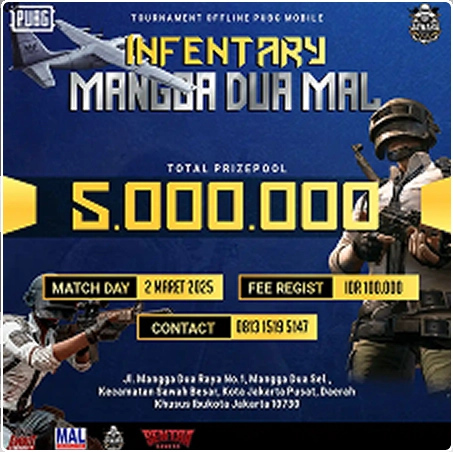 PUBG
TOURNAMENT OFFLINE PUBG MOBILE
INFENTARY
MANGGA DUA MAL
TOTAL PRIZEPOOL
5.000.000
MATCH DAY 2 MARET 2025 FEE REGIST IDR 100.000
CONTACT 0813 1519 5147
Jl. Mangga Dua Raya No.1, Mangga Dua Sel.,
Kecamatan Sawah Besar, Kota Jakarta Pusat, Daerah
Khusus Ibukota Jakarta 10730
MAL